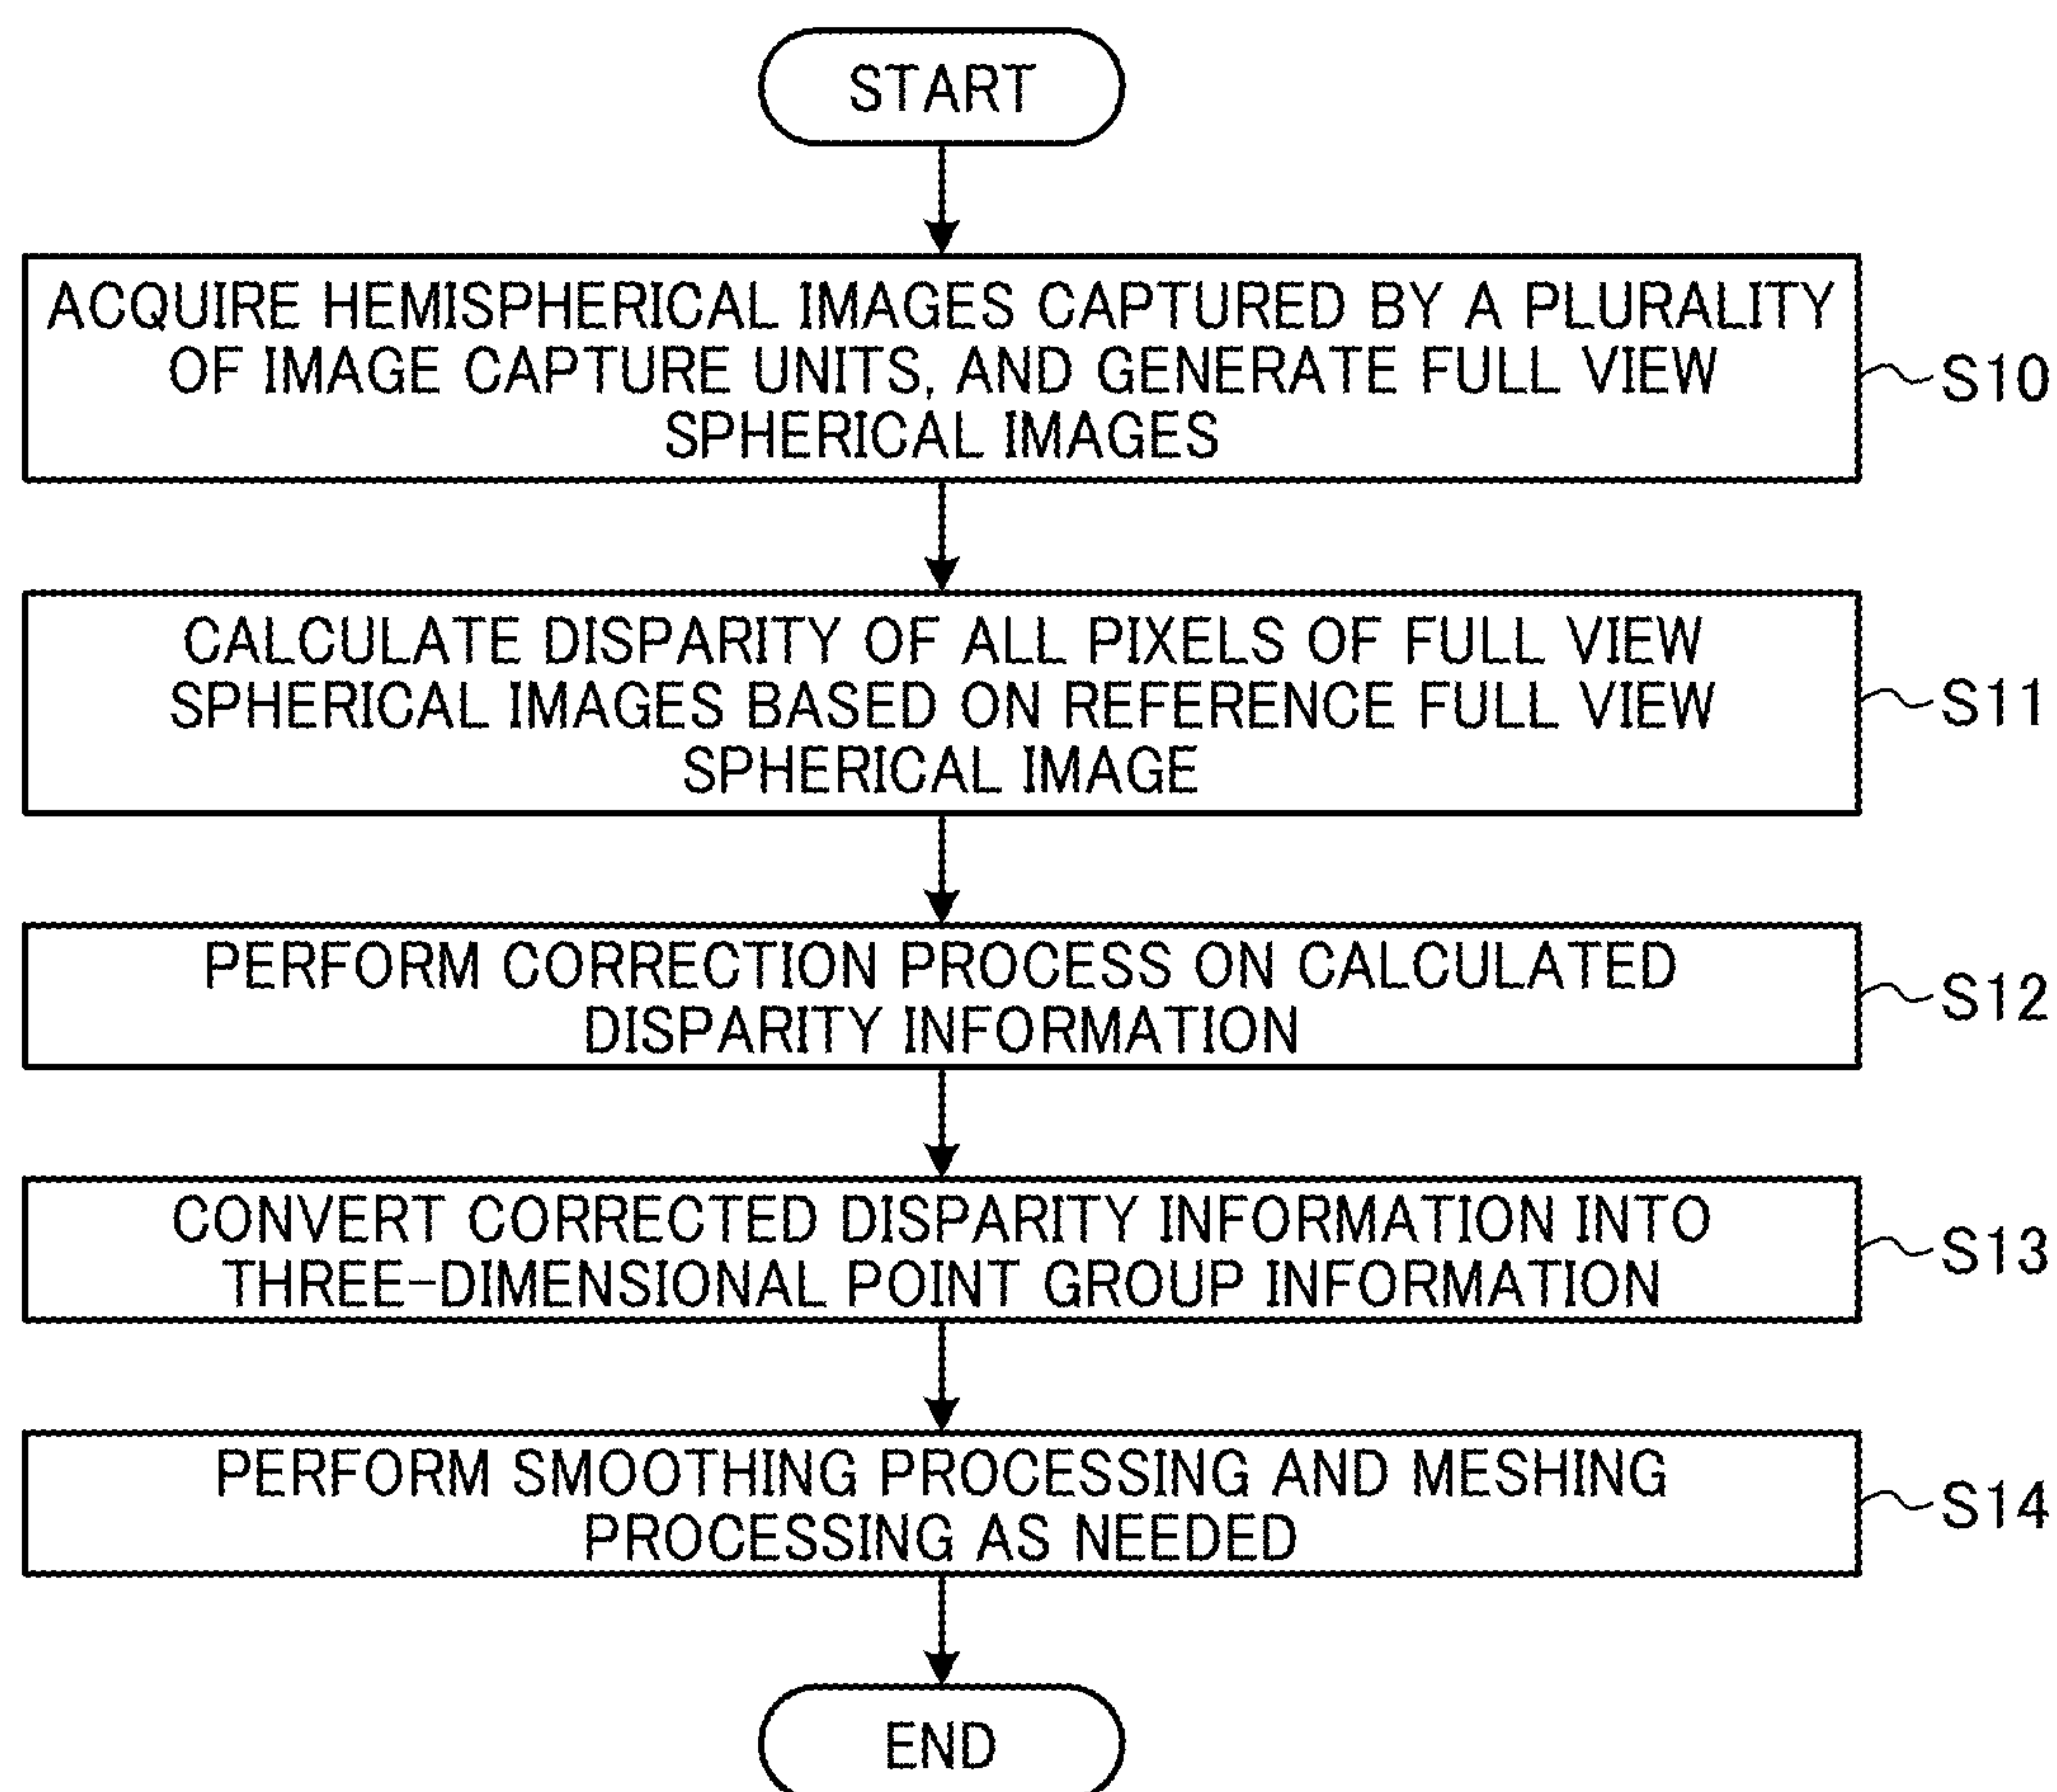 START
ACQUIRE HEMISPHERICAL IMAGES CAPTURED BY A PLURALITY
OF IMAGE CAPTURE UNITS, AND GENERATE FULL VIEW
SPHERICAL IMAGES
S10
CALCULATE DISPARITY OF ALL PIXELS OF FULL VIEW
SPHERICAL IMAGES BASED ON REFERENCE FULL VIEW
SPHERICAL IMAGE
S11
PERFORM CORRECTION PROCESS ON CALCULATED
DISPARITY INFORMATION
S12
CONVERT CORRECTED DISPARITY INFORMATION INTO
THREE-DIMENSIONAL POINT GROUP INFORMATION
S13
PERFORM SMOOTHING PROCESSING AND MESHING
PROCESSING AS NEEDED
S14
END